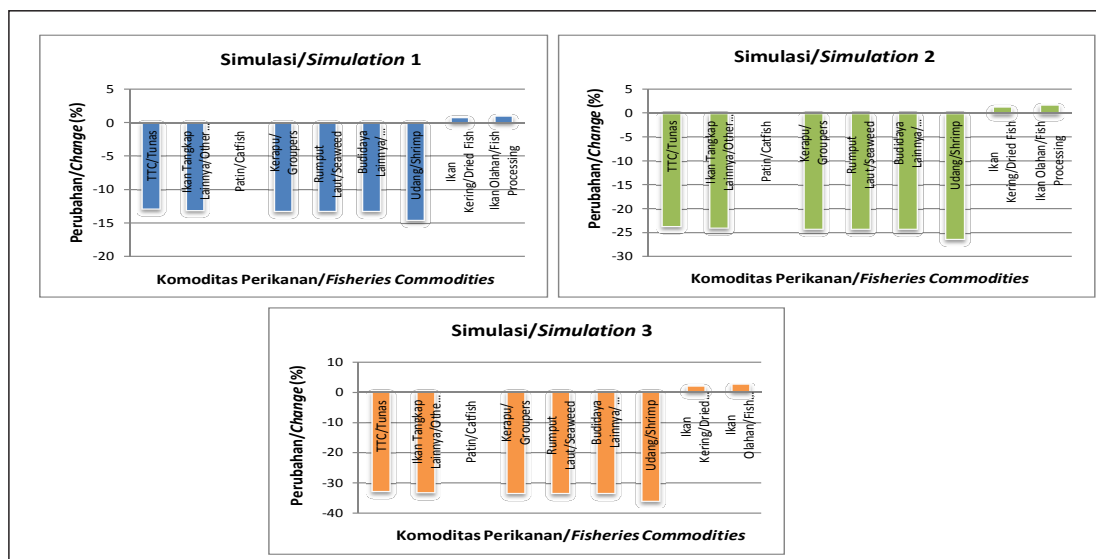 Simulasi/Simulation 1
Perubahan/Change (%)
5
0
-5
-10
-15
-20
TTC/Tunas
Ikan Tangkap
Lainnya/Other…
Patin/Catfish
Kerapu/
Groupers
Rumput
Laut/Seaweed
Budidaya
Lainnya/…
Udang/Shrimp
Ikan
Kering/Dried Fish
Ikan Olahan/Fish
Processing
Komoditas Perikanan/Fisheries Commodities
Simulasi/Simulation 2
Perubahan/Change (%)
5
0
-5
-10
-15
-20
-25
-30
TTC/Tunas
Ikan Tangkap
Lainnya/Other…
Patin/Catfish
Kerapu/
Groupers
Rumput
Laut/Seaweed
Budidaya
Lainnya/…
Udang/Shrimp
Ikan
Kering/Dried Fish
Ikan Olahan/Fish
Processing
Komoditas Perikanan/Fisheries Commodities
Simulasi/Simulation 3
Perubahan/Change (%)
10
0
-10
-20
-30
-40
TTC/Tunas
Ikan Tangkap
Lainnya/Othe…
Patin/Catfish
Kerapu/
Groupers
Rumput
Laut/Seaweed
Budidaya
Lainnya/…
Udang/Shrimp
Ikan
Kering/Dried…
Ikan
Olahan/Fish…
Komoditas Perikanan/Fisheries Commodities